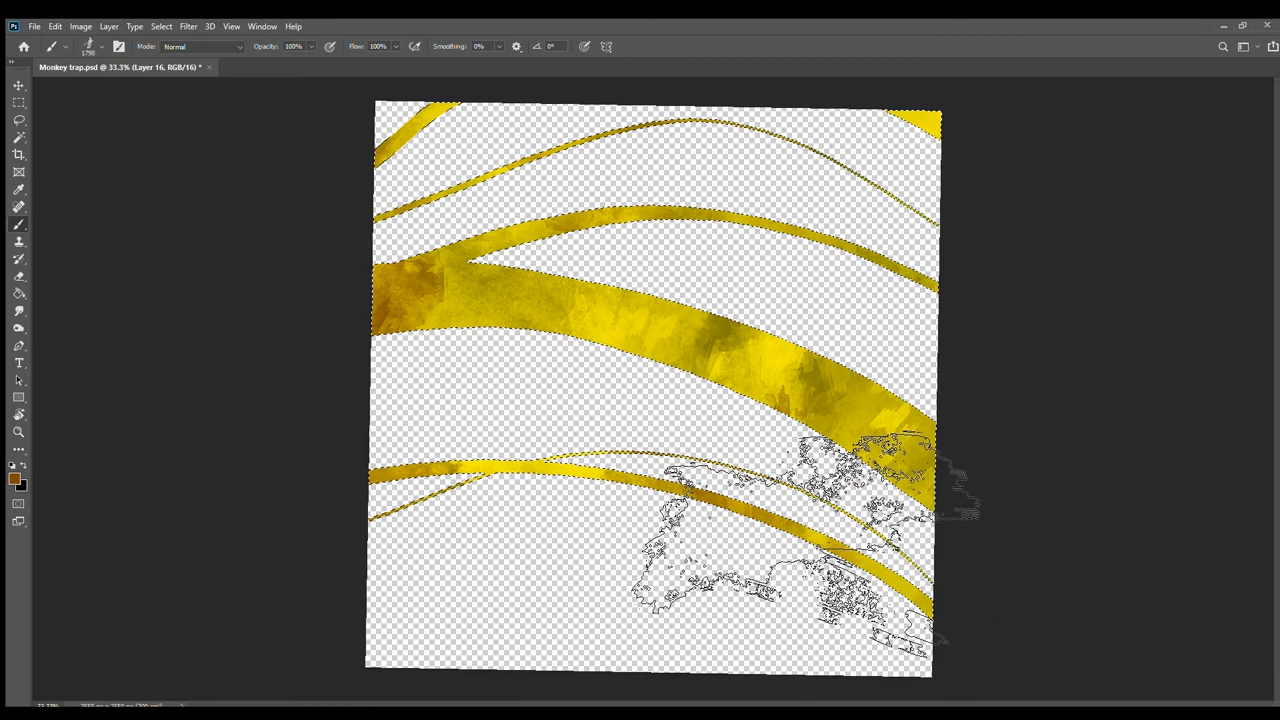 Ps File Edit Image Layer Type Select Filter 3D View Window Help
1796 Mode: Normal Opacity: 100% Flow: 100% Smoothing: 0% 0°
Monkey trap.psd @ 33.3% (Layer 16, RGB/16) *